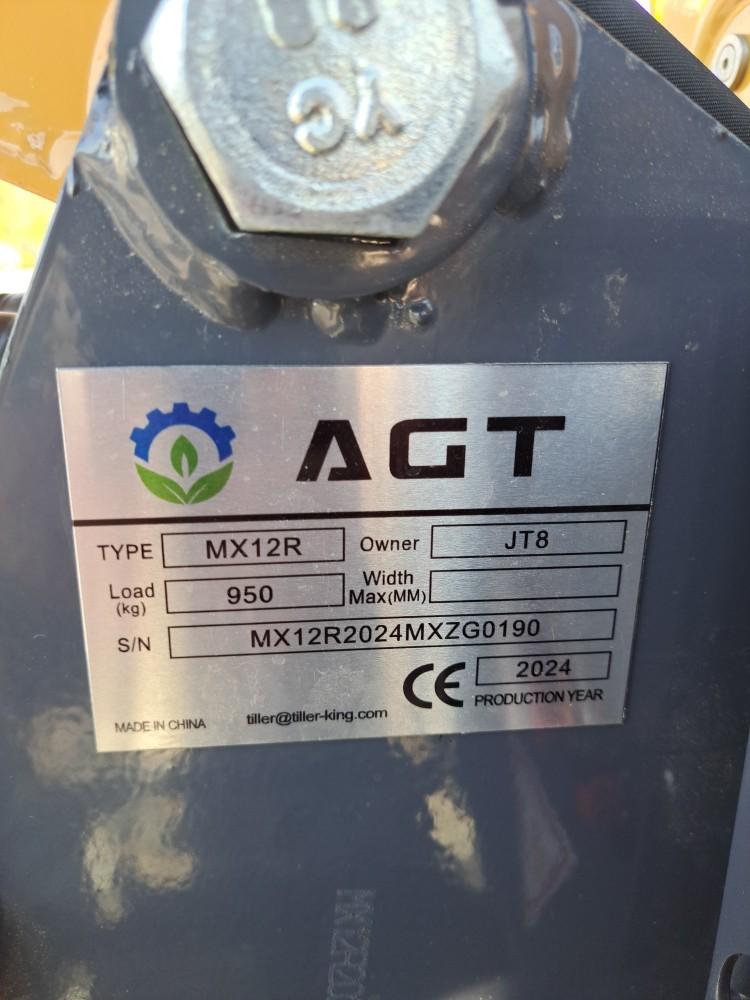 YC
AGT
TYPE MX12R Owner JT8
Load (kg) 950 Width Max(MM)
S/N MX12R2024MXZG0190
CE 2024
PRODUCTION YEAR
MADE IN CHINA tiller@tiller-king.com